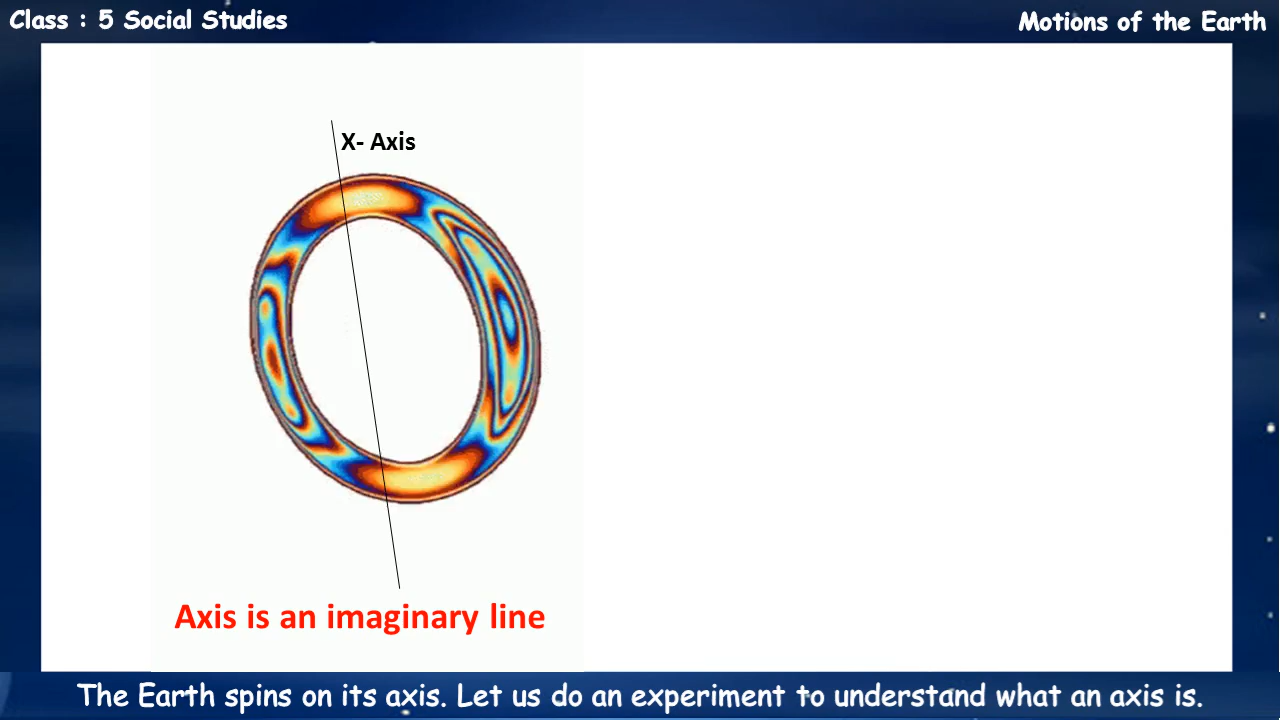 Class : 5 Social Studies
Motions of the Earth
X- Axis
Axis is an imaginary line
The Earth spins on its axis. Let us do an experiment to understand what an axis is.